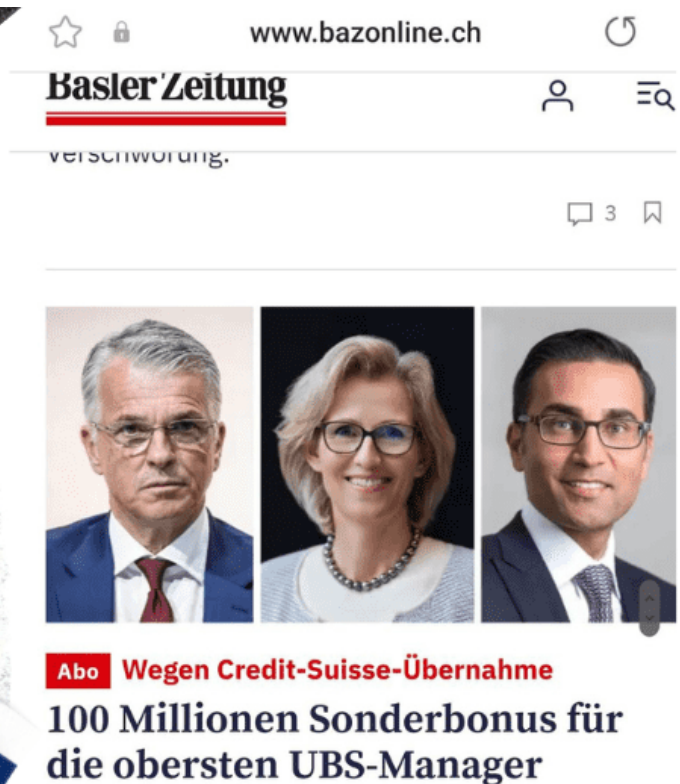 www.bazonline.ch
Basler Zeitung
Verschwörung.
3
Abo Wegen Credit-Suisse-Übernahme
100 Millionen Sonderbonus für
die obersten UBS-Manager